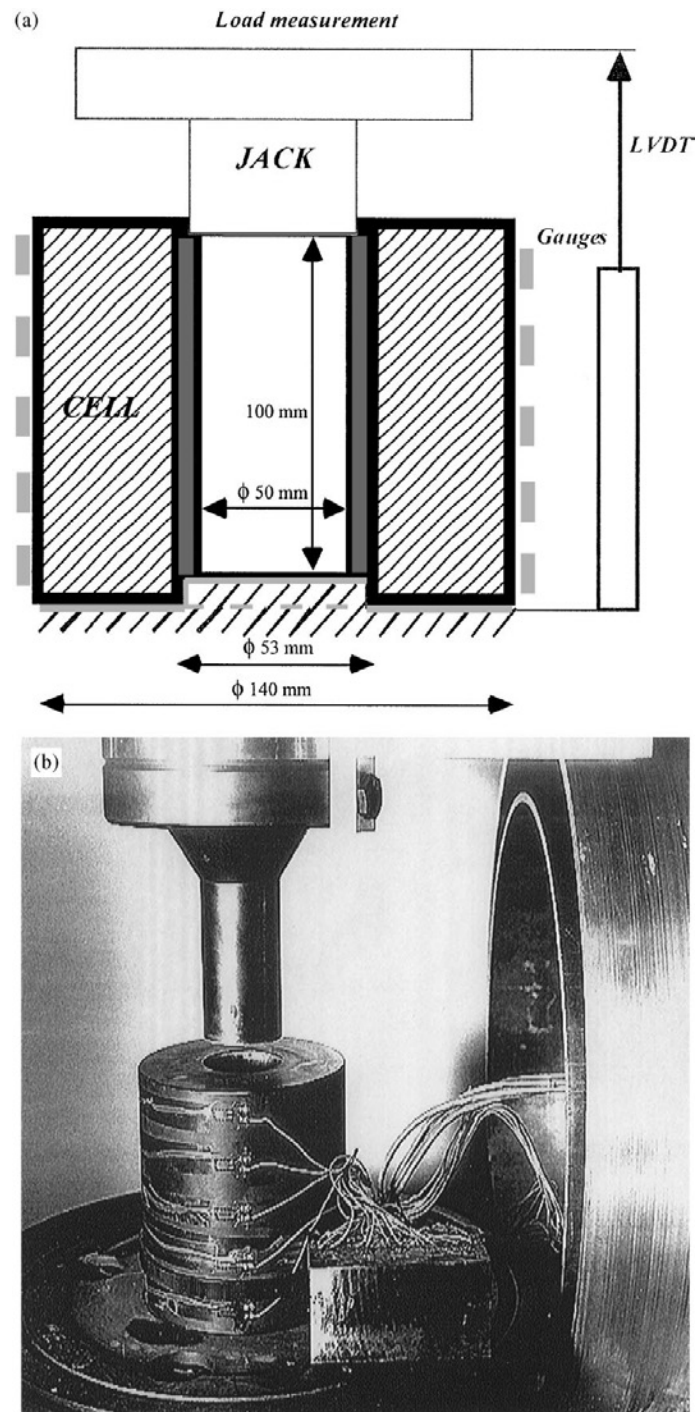 (a)
Load measurement
JACK
LVDT
Gauges
CELL
100 mm
ϕ 50 mm
ϕ 53 mm
ϕ 140 mm
(b)